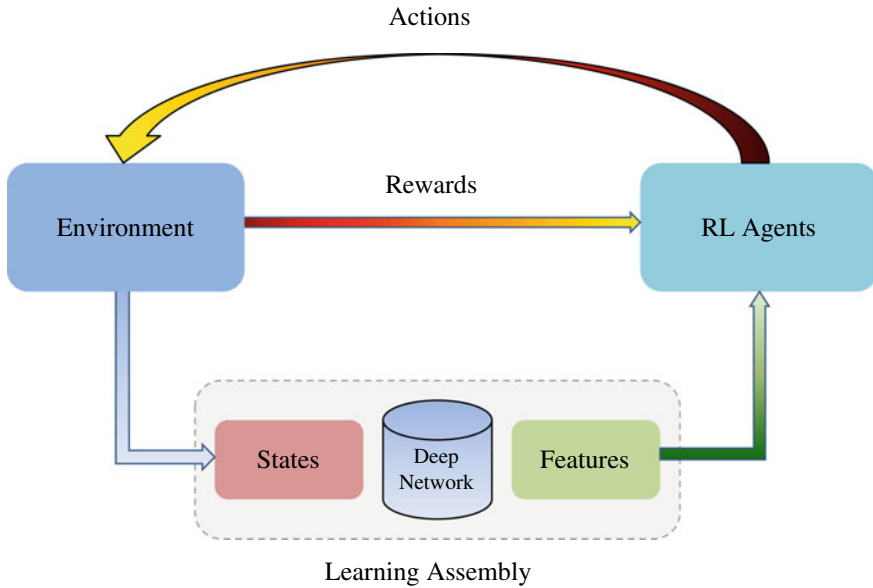 Actions
Rewards
Environment
RL Agents
States
Deep
Network
Features
Learning Assembly